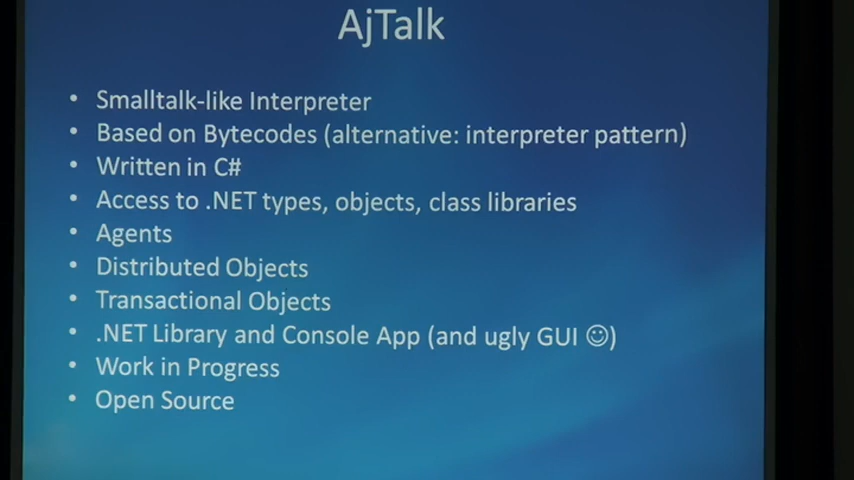 AjTalk
• Smalltalk-like Interpreter
• Based on Bytecodes (alternative: interpreter pattern)
• Written in C#
• Access to .NET types, objects, class libraries
• Agents
• Distributed Objects
• Transactional Objects
• .NET Library and Console App (and ugly GUI ☺)
• Work in Progress
• Open Source